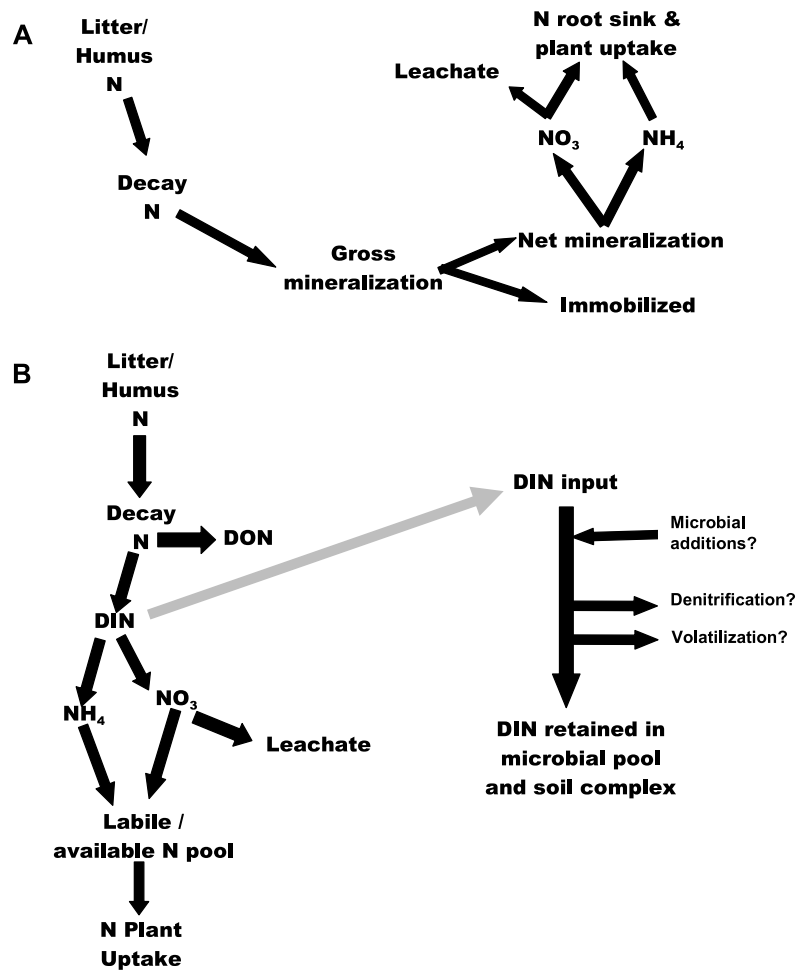 A
Litter/
Humus
N
Decay
N
Gross
mineralization
Net mineralization
Immobilized
NO₃
NH₄
Leachate
N root sink &
plant uptake
B
Litter/
Humus
N
Decay
N
DON
DIN
NH₄
NO₃
Leachate
Labile /
available N pool
N Plant
Uptake
DIN input
Microbial
additions?
Denitrification?
Volatilization?
DIN retained in
microbial pool
and soil complex